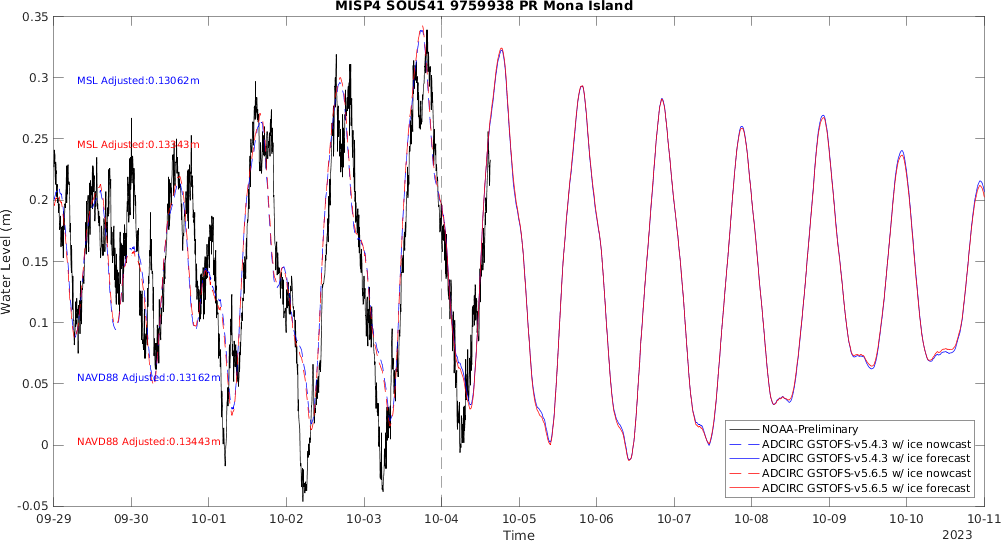 MISP4 SOUS41 9759938 PR Mona Island
0.35
0.3
0.25
0.2
0.15
0.1
0.05
0
-0.05
Water Level (m)
MSL Adjusted:0.13062m
MSL Adjusted:0.13343m
NAVD88 Adjusted:0.13162m
NAVD88 Adjusted:0.13443m
NOAA-Preliminary
ADCIRC GSTOFS-v5.4.3 w/ ice nowcast
ADCIRC GSTOFS-v5.4.3 w/ ice forecast
ADCIRC GSTOFS-v5.6.5 w/ ice nowcast
ADCIRC GSTOFS-v5.6.5 w/ ice forecast
09-29 09-30 10-01 10-02 10-03 10-04 10-05 10-06 10-07 10-08 10-09 10-10 10-11
Time
2023